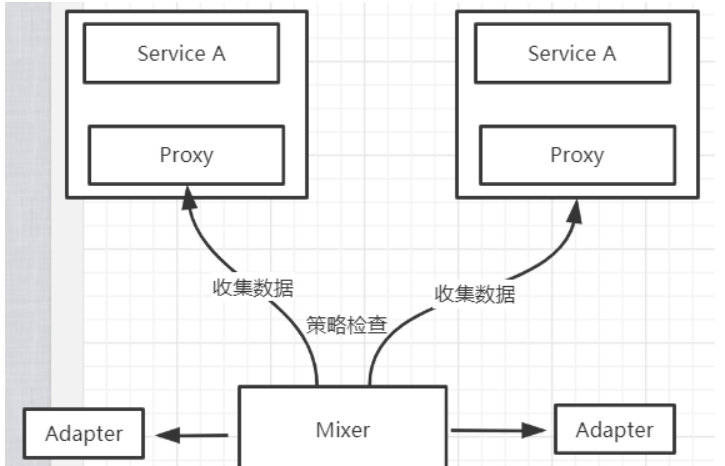 Service A
Service A
Proxy
Proxy
收集数据
收集数据
策略检查
Adapter
Mixer
Adapter